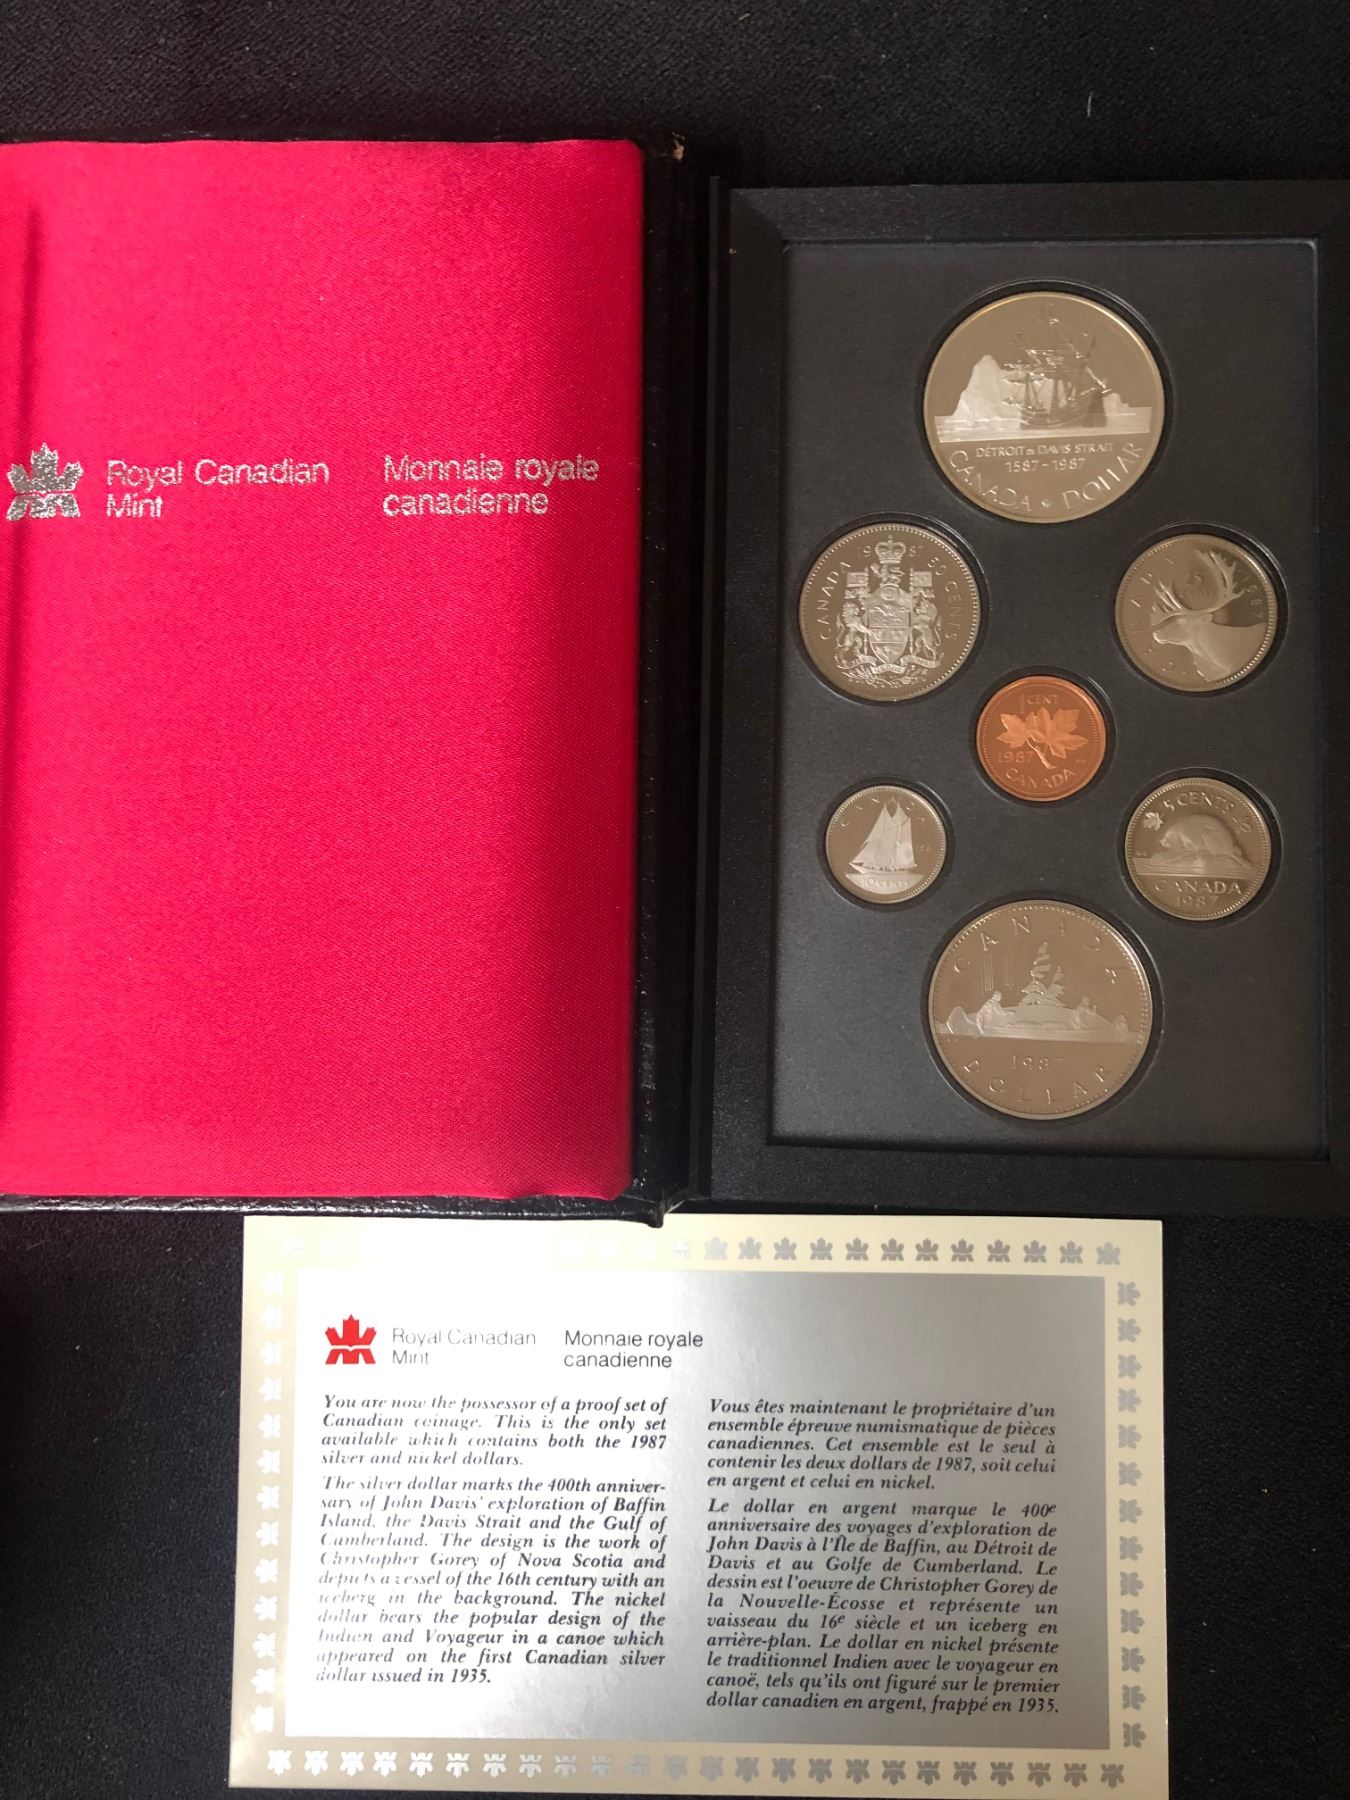 Royal Canadian
Mint
Monnaie royale
canadienne
DÉTROIT DE DAVIS STRAIT
1587-1987
CANADA DOLLAR
1987
CANADA
50 CENTS
CANADA
25
1987
1 CENT
1987
CANADA
CANADA
10 CENTS
5 CENTS
CANADA
1987
CANADA
1987
DOLLAR
Royal Canadian
Mint
Monnaie royale
canadienne
You are now the possessor of a proof set of
Canadian coinage. This is the only set
available which contains both the 1987
silver and nickel dollars.
The silver dollar marks the 400th anniver-
sary of John Davis' exploration of Baffin
Island, the Davis Strait and the Gulf of
Cumberland. The design is the work of
Christopher Gorey of Nova Scotia and
depicts a vessel of the 16th century with an
iceberg in the background. The nickel
dollar bears the popular design of the
Indien and Voyageur in a canoe which
appeared on the first Canadian silver
dollar issued in 1935.
Vous êtes maintenant le propriétaire d'un
ensemble épreuve numismatique de pièces
canadiennes. Cet ensemble est le seul à
contenir les deux dollars de 1987, soit celui
en argent et celui en nickel.
Le dollar en argent marque le 400e
anniversaire des voyages d'exploration de
John Davis à l'Île de Baffin, au Détroit de
Davis et au Golfe de Cumberland. Le
dessin est l'oeuvre de Christopher Gorey de
la Nouvelle-Écosse et représente un
vaisseau du 16e siècle et un iceberg en
arrière-plan. Le dollar en nickel présente
le traditionnel Indien avec le voyageur en
canoë, tels qu'ils ont figuré sur le premier
dollar canadien en argent, frappé en 1935.